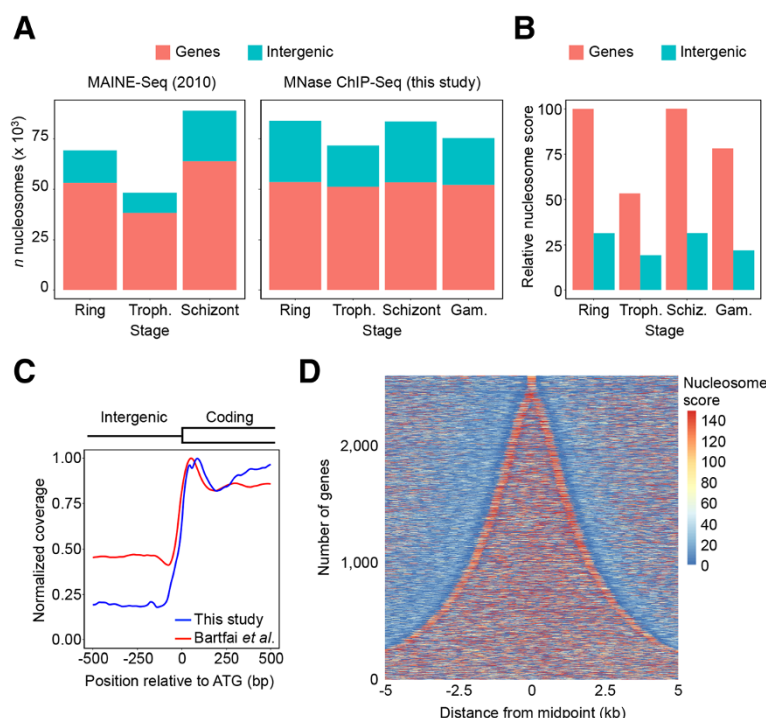 A
Genes
Intergenic
MAINE-Seq (2010)
MNase ChIP-Seq (this study)
n nucleosomes (x 10³)
75
50
25
0
Ring
Troph.
Schizont
Stage
Ring
Troph.
Schizont
Gam.
Stage
B
Genes
Intergenic
Relative nucleosome score
100
75
50
25
0
Ring
Troph.
Schiz.
Gam.
Stage
C
Intergenic
Coding
Normalized coverage
1.00
0.75
0.50
0.25
0.00
This study
Bartfai et al.
-500
-250
0
250
500
Position relative to ATG (bp)
D
Number of genes
2,000
1,000
0
-5
-2.5
0
2.5
5
Distance from midpoint (kb)
Nucleosome
score
140
120
100
80
60
40
20
0